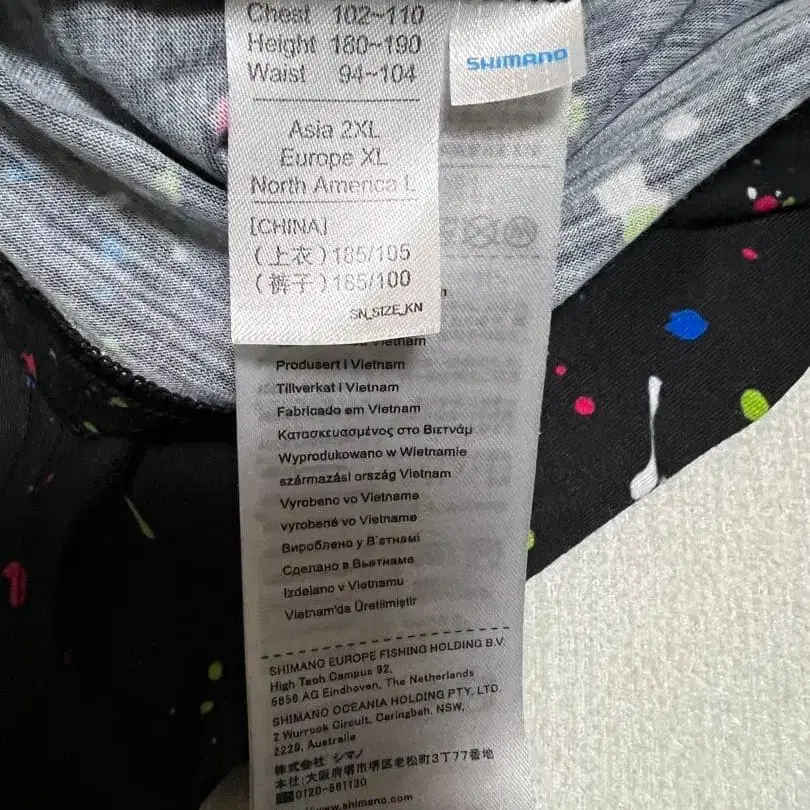 Chest 102~110
Height 180~190
Waist 94~104
Asia 2XL
Europe XL
North America L
[CHINA]
(上衣)185/105
(裤子)185/100
SN_SIZE_KN
SHIMANO
Vietnam
Produsert i Vietnam
Tillverkat i Vietnam
Fabricado em Vietnam
Κατασκευασμένος στο Βιετνάμ
Wyprodukowano w Wietnamie
származási ország Vietnam
Vyrobeno vo Vietname
vyrobené vo Vietname
Вироблено у В'єтнамі
Сделано в Вьетнаме
Izdelano v Vietnamu
Vietnam'da Üretilmiştir
SHIMANO EUROPE FISHING HOLDING B.V.
High Tech Campus 92,
5656 AG Eindhoven, The Netherlands
SHIMANO OCEANIA HOLDING PTY. LTD.
2 Wurrook Circuit, Caringbah, NSW,
2229, Australia
株式会社 シマノ
本社:大阪府堺市堺区老松町3丁77番地
0120-861130
www.shimano.com